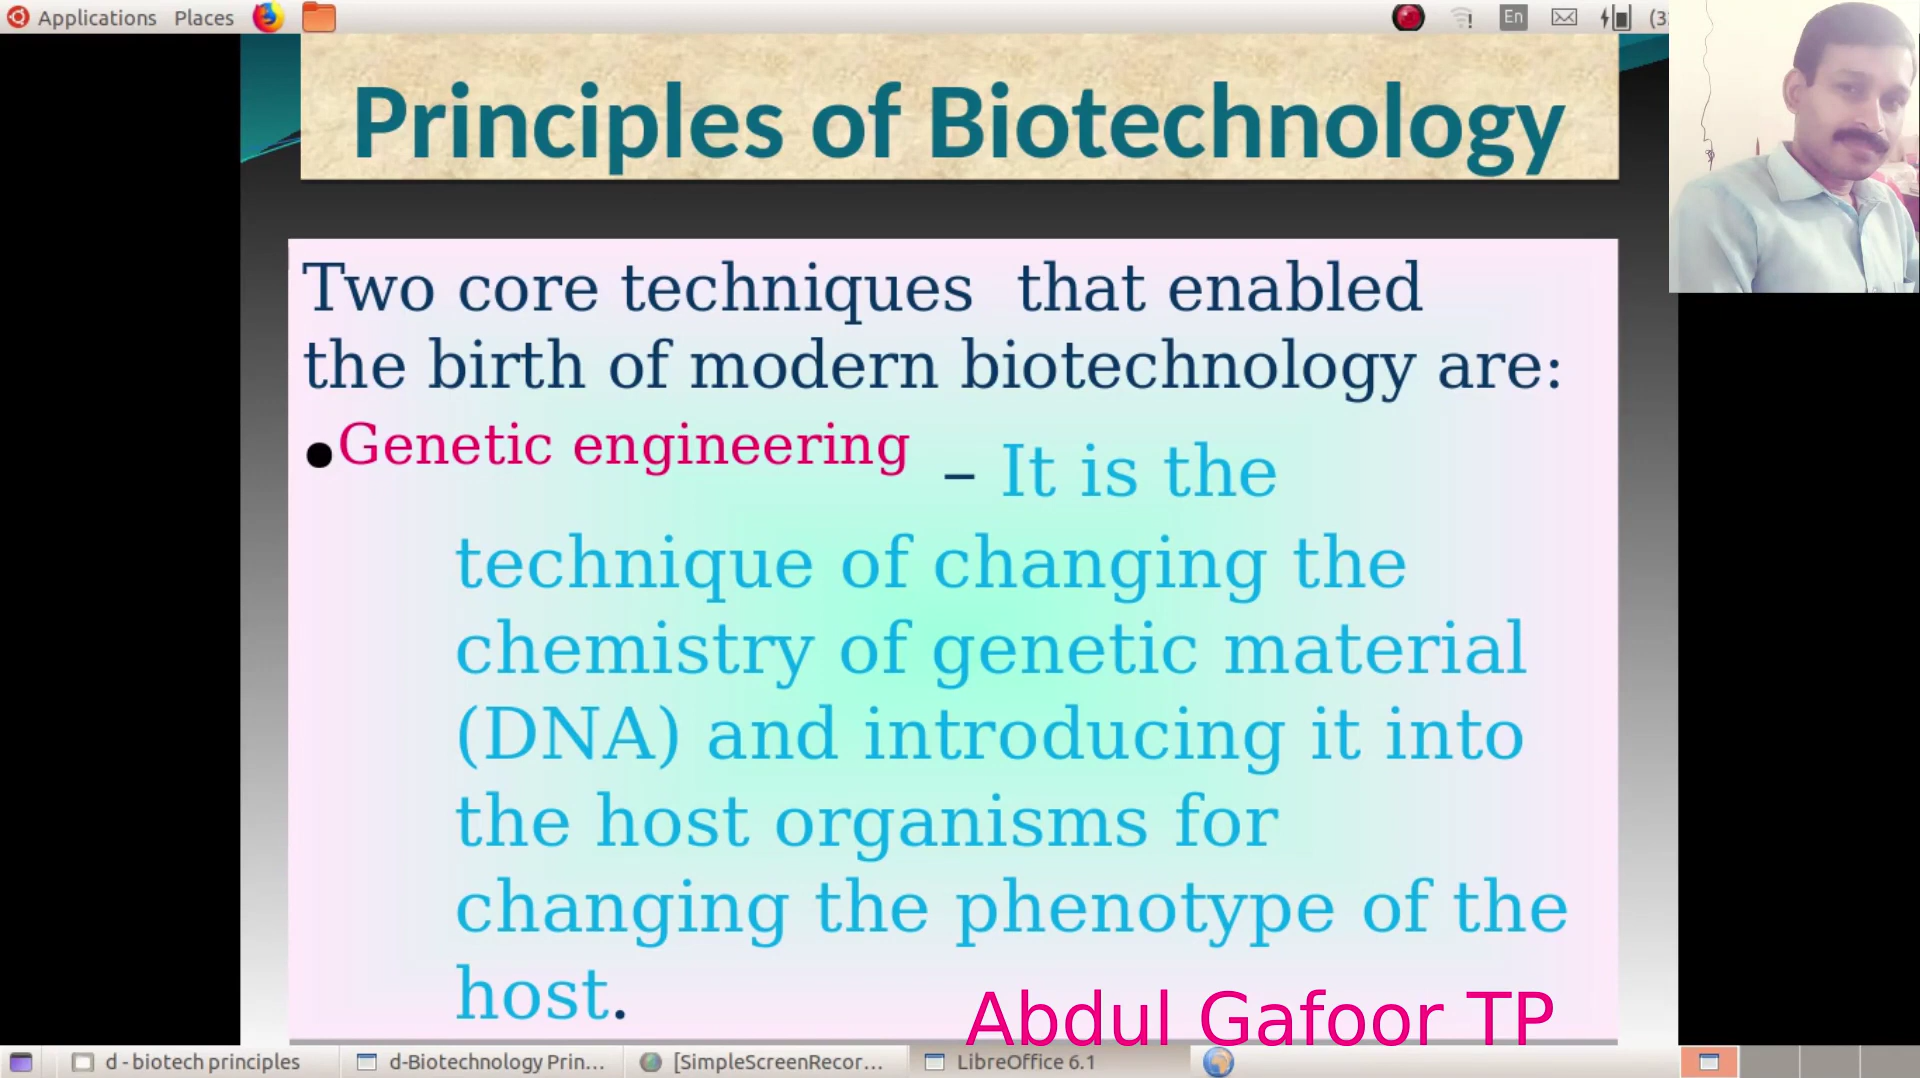 Applications Places
En
(3
Principles of Biotechnology
Two core techniques that enabled
the birth of modern biotechnology are:
•Genetic engineering – It is the
technique of changing the
chemistry of genetic material
(DNA) and introducing it into
the host organisms for
changing the phenotype of the
host.
Abdul Gafoor TP
d - biotech principles
d-Biotechnology Prin...
[SimpleScreenRecor...
LibreOffice 6.1